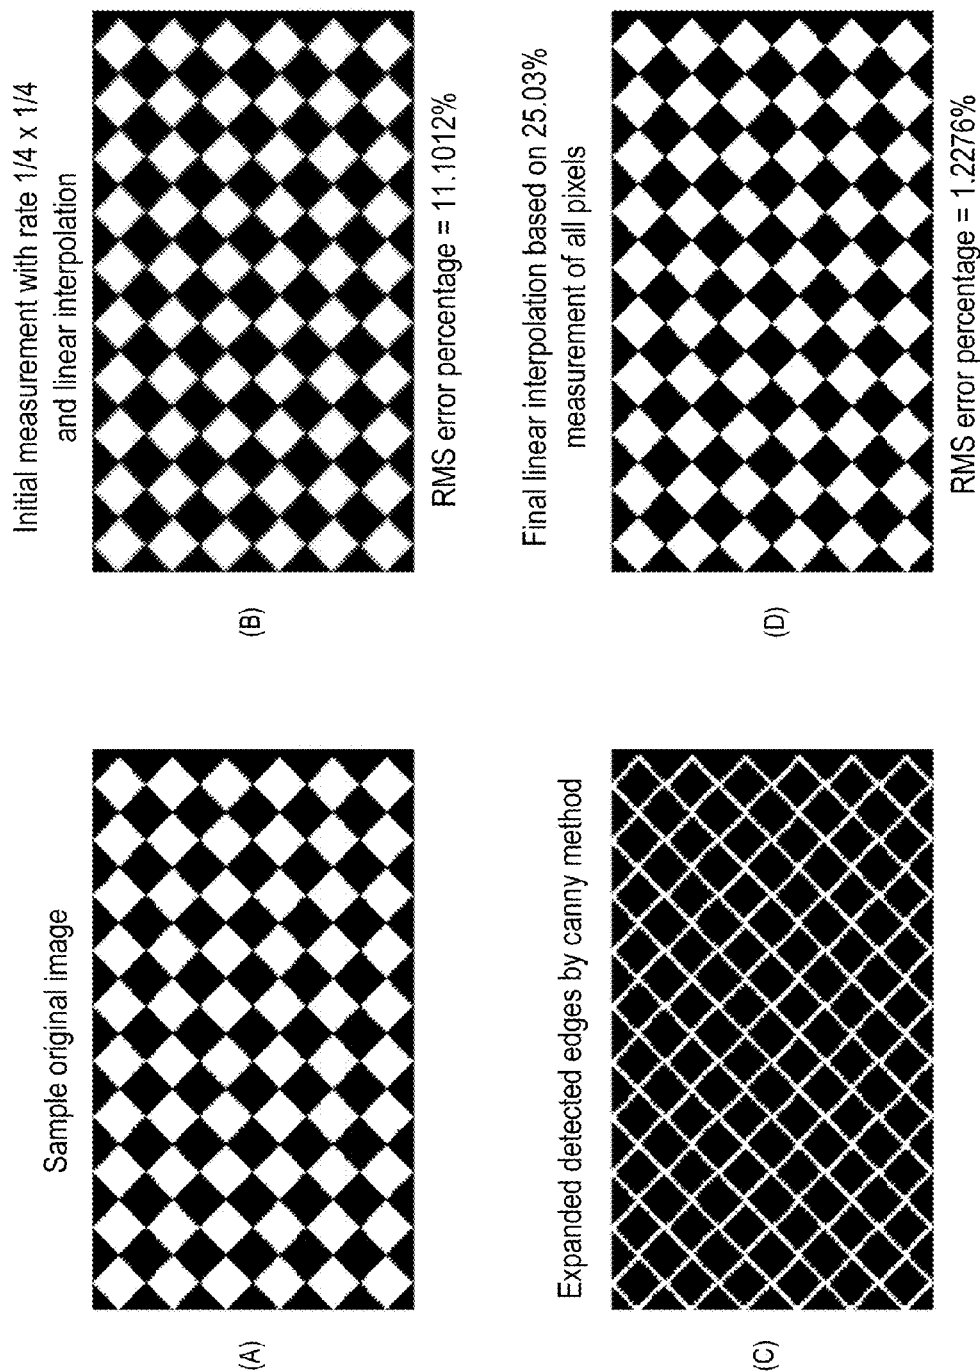 Sample original image
(A)
Initial measurement with rate 1/4 x 1/4
and linear interpolation
(B)
RMS error percentage = 11.1012%
Expanded detected edges by canny method
(C)
Final linear interpolation based on 25.03%
measurement of all pixels
(D)
RMS error percentage = 1.2276%